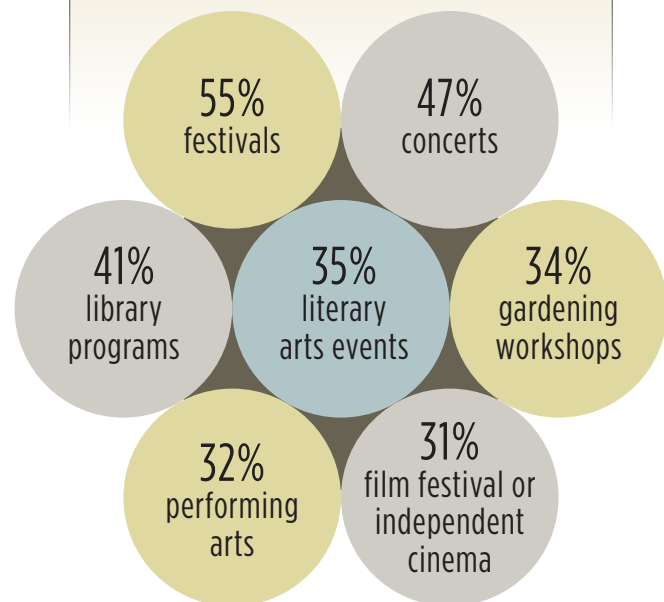 55%
festivals
47%
concerts
41%
library
programs
35%
literary
arts events
34%
gardening
workshops
32%
performing
arts
31%
film festival or
independent
cinema